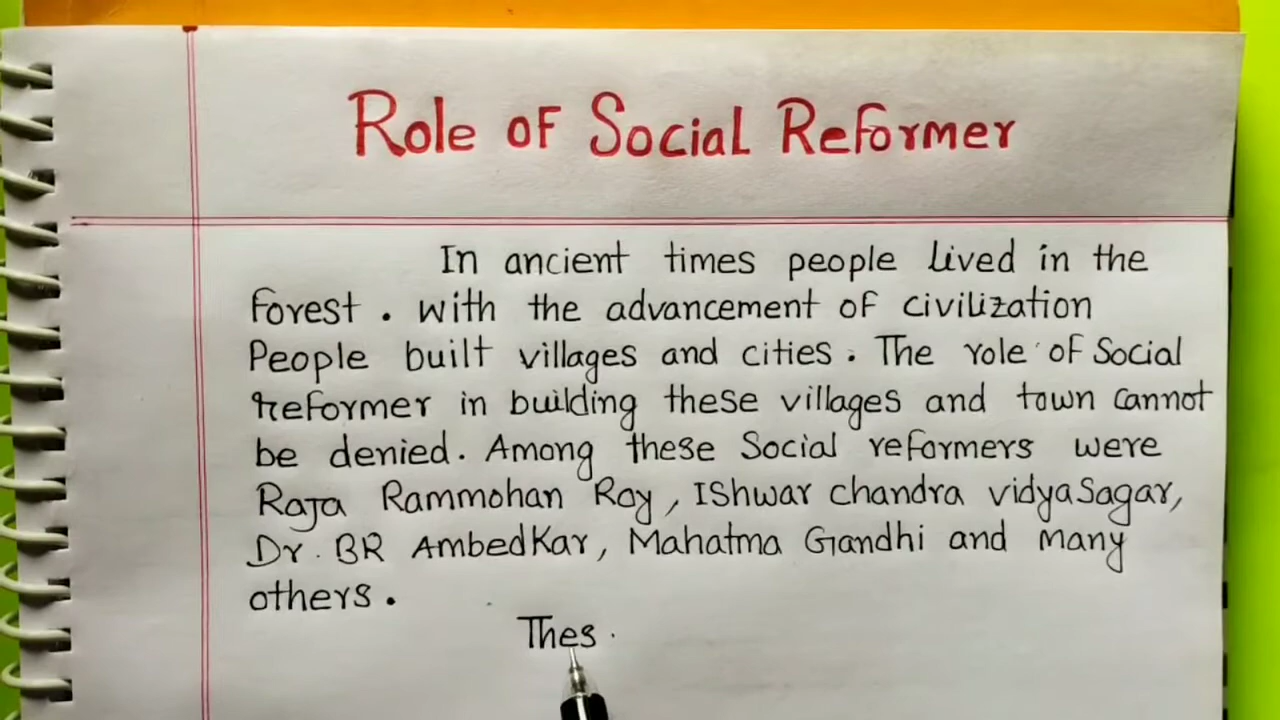 Role of Social Reformer
In ancient times people lived in the
forest. with the advancement of civilization
People built villages and cities. The role of Social
reformer in building these villages and town cannot
be denied. Among these Social reformers were
Raja Rammohan Roy, IShwar chandra vidyaSagar,
Dr. BR AmbedKar, Mahatma Gandhi and many
others.
Thes